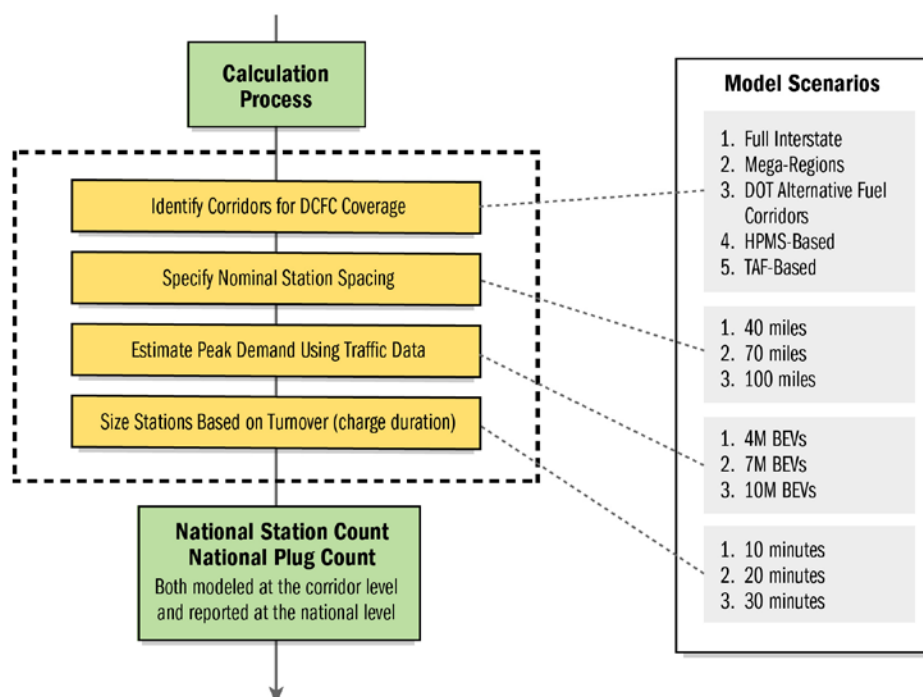 Calculation
Process
Identify Corridors for DCFC Coverage
Specify Nominal Station Spacing
Estimate Peak Demand Using Traffic Data
Size Stations Based on Turnover (charge duration)
National Station Count
National Plug Count
Both modeled at the corridor level
and reported at the national level
Model Scenarios
1. Full Interstate
2. Mega-Regions
3. DOT Alternative Fuel
Corridors
4. HPMS-Based
5. TAF-Based
1. 40 miles
2. 70 miles
3. 100 miles
1. 4M BEVs
2. 7M BEVs
3. 10M BEVs
1. 10 minutes
2. 20 minutes
3. 30 minutes